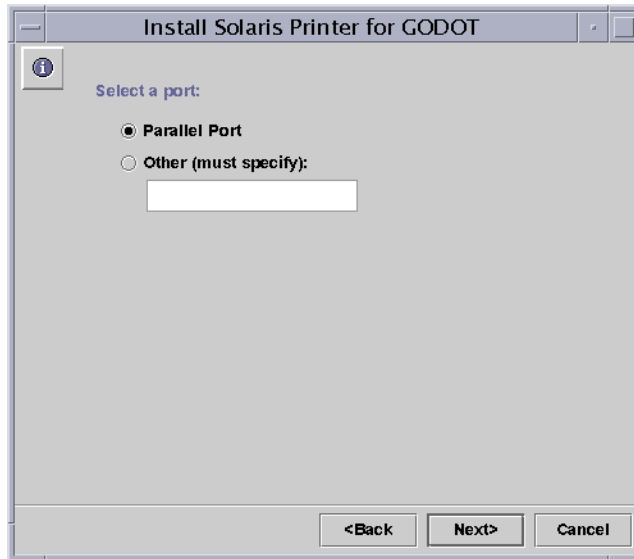 Install Solaris Printer for GODOT
Select a port:
Parallel Port
Other (must specify):
<Back
Next>
Cancel